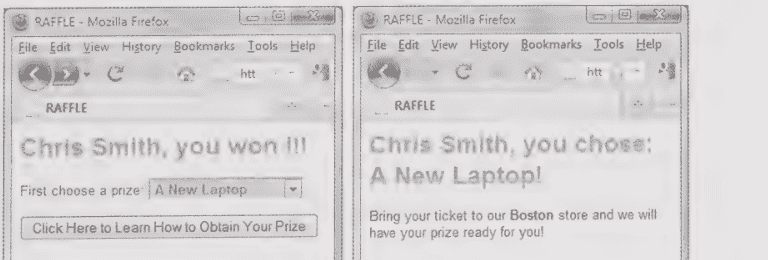 RAFFLE - Mozilla Firefox
File Edit View History Bookmarks Tools Help
htt
RAFFLE
Chris Smith, you won !!!
First choose a prize: A New Laptop
Click Here to Learn How to Obtain Your Prize
RAFFLE - Mozilla Firefox
File Edit View History Bookmarks Tools Help
htt
RAFFLE
Chris Smith, you chose:
A New Laptop!
Bring your ticket to our Boston store and we will
have your prize ready for you!